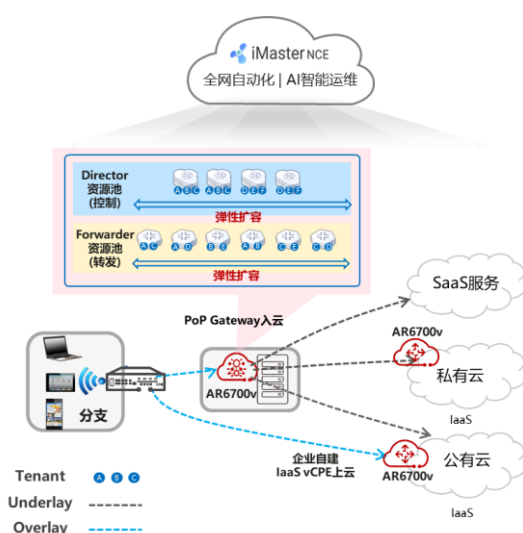 iMaster NCE
全网自动化 | AI智能运维
Director
资源池
(控制)
A B C
A B C
D E F
D E F
弹性扩容
Forwarder
资源池
(转发)
A C
A D
B E
A B
C E
C D
弹性扩容
SaaS服务
PoP Gateway入云
AR6700v
私有云
IaaS
分支
AR6700v
企业自建
IaaS vCPE上云
AR6700v
公有云
IaaS
Tenant A B C
Underlay
Overlay